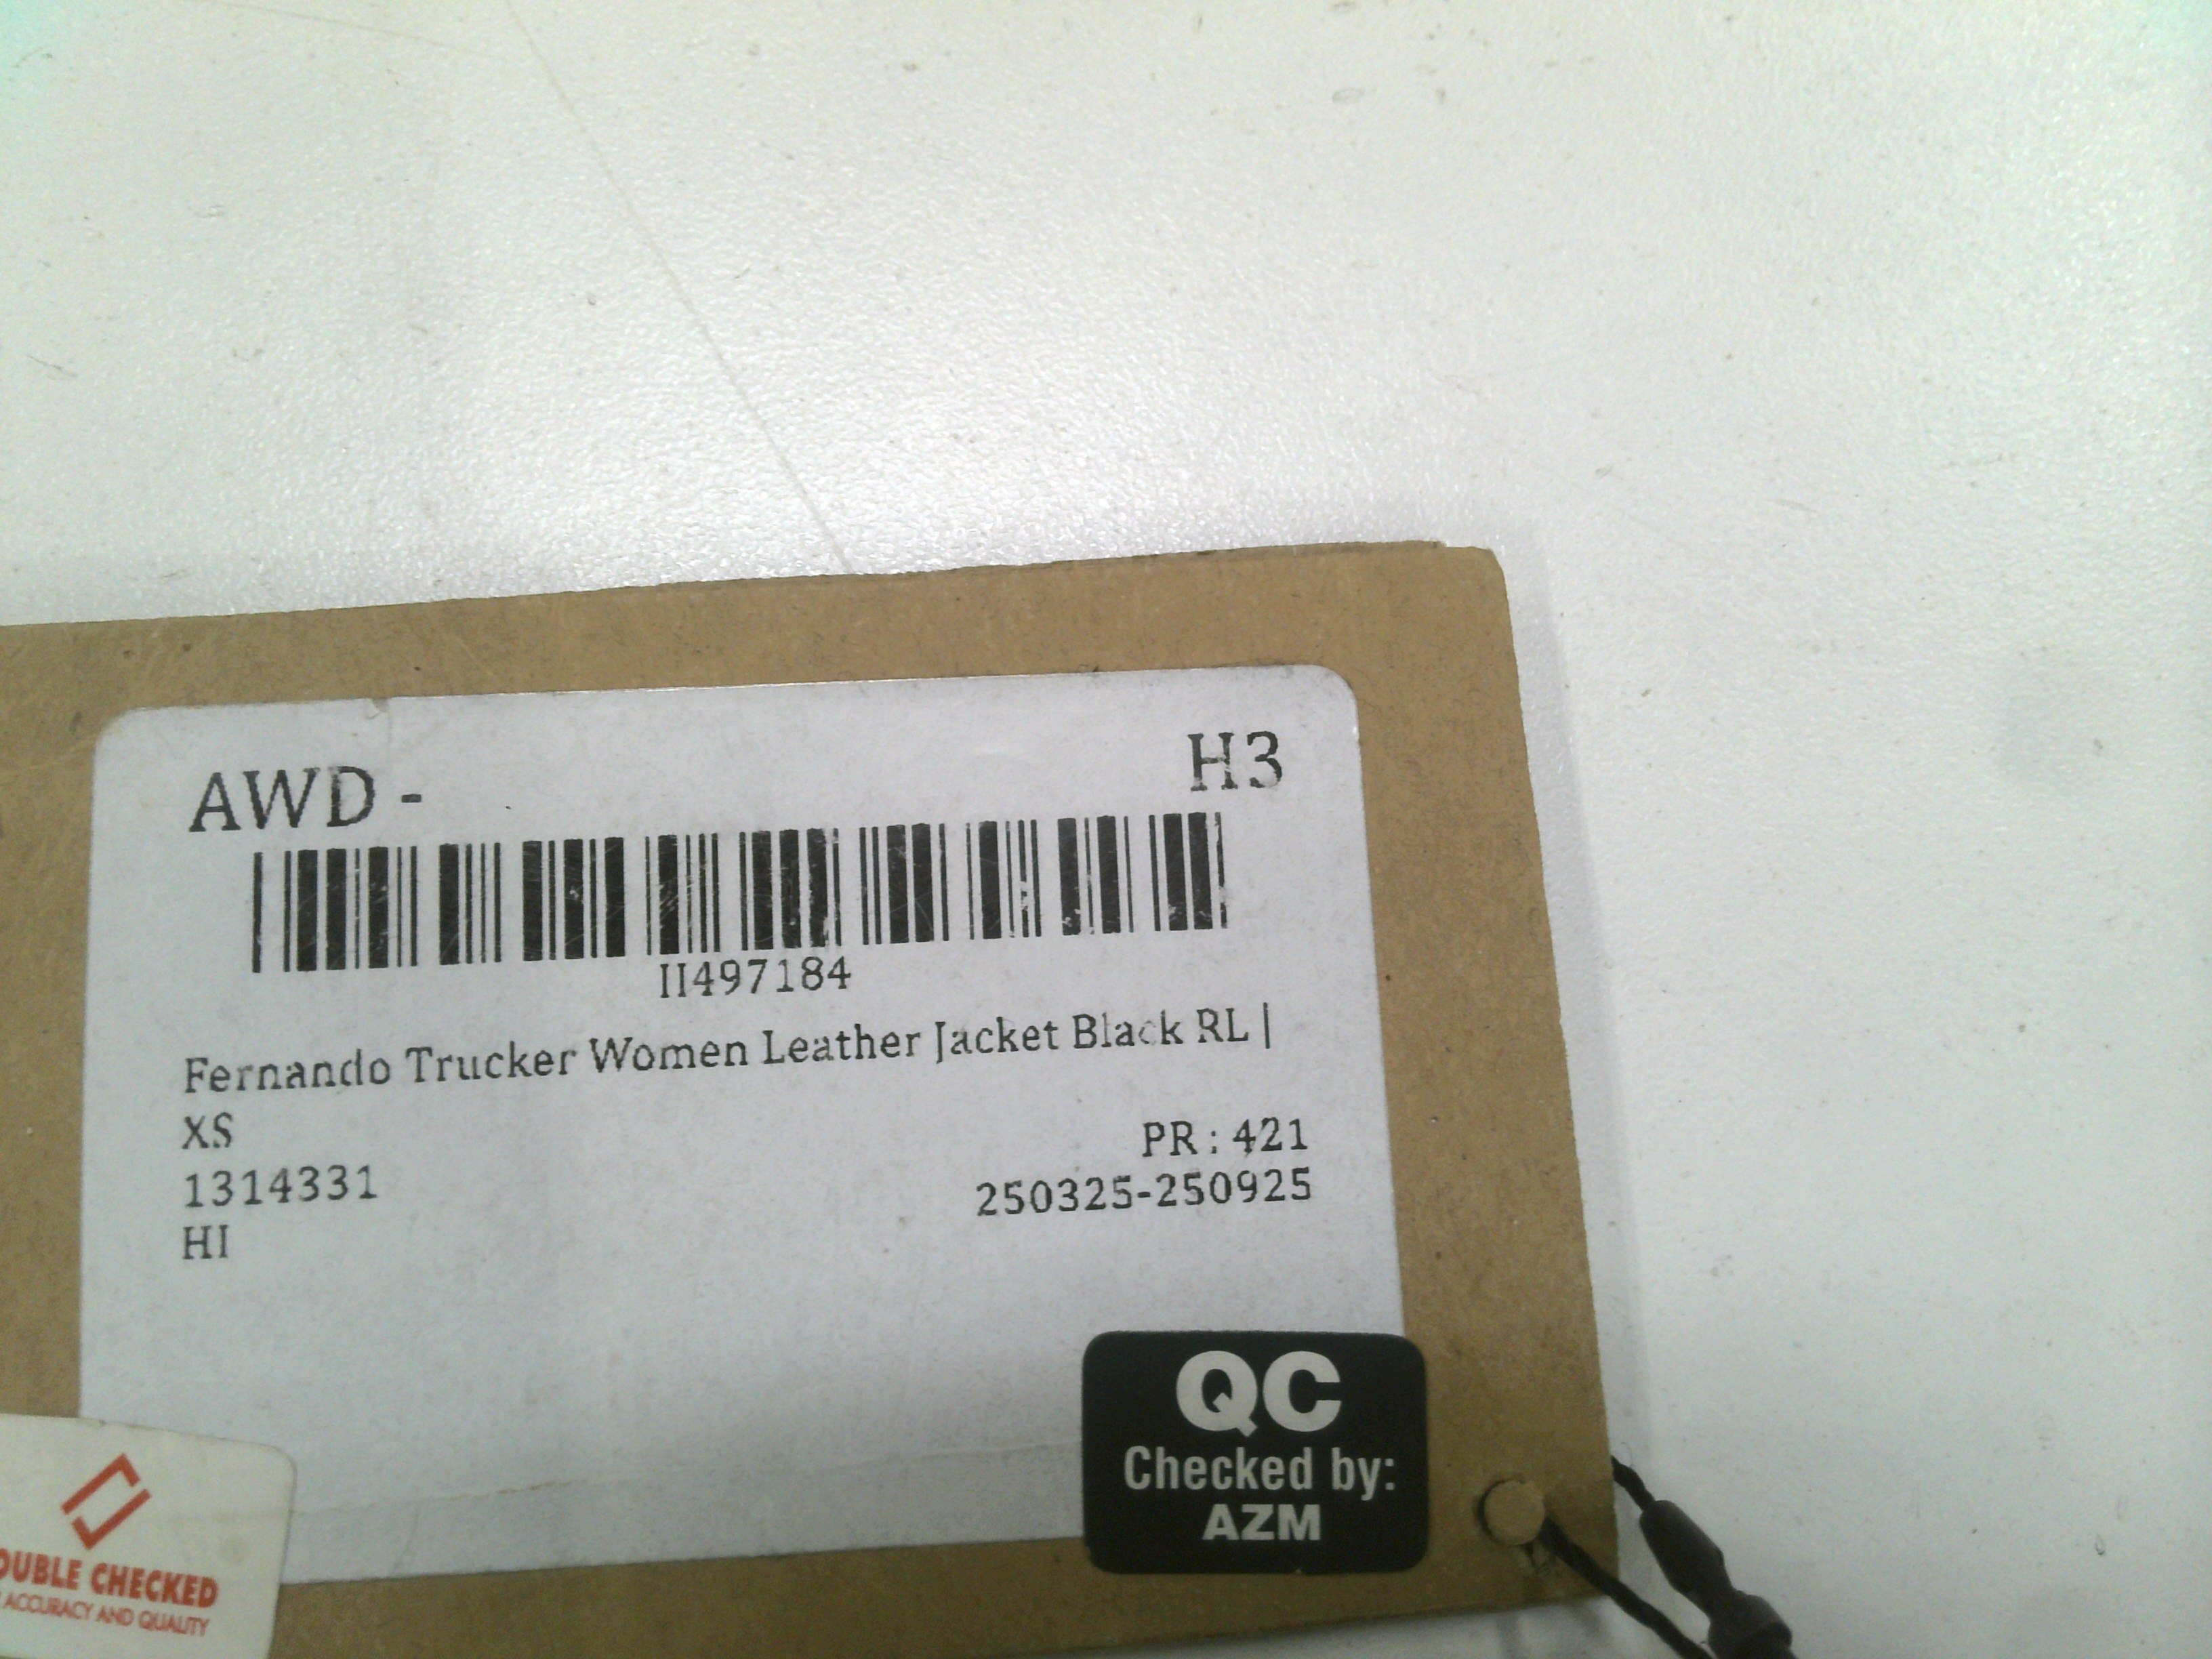 AWD - H3
II497184
Fernando Trucker Women Leather Jacket Black RL |
XS PR : 421
1314331 250325-250925
HI
QC
Checked by:
AZM
OUBLE CHECKED
ACCURACY AND QUALITY